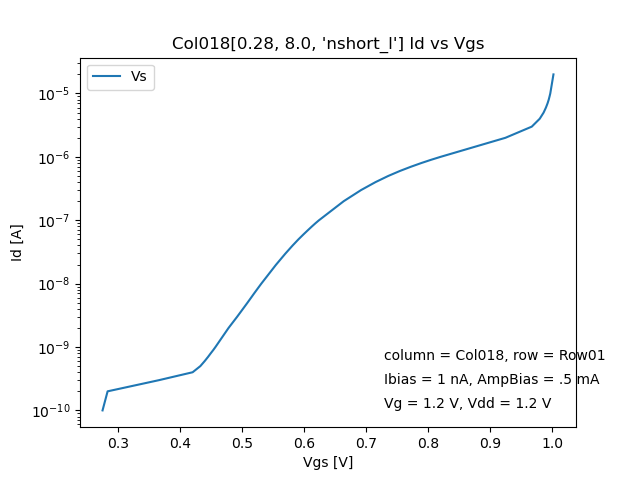 Col018[0.28, 8.0, 'nshort_l'] Id vs Vgs
Vs
Id [A]
10⁻⁵
10⁻⁶
10⁻⁷
10⁻⁸
10⁻⁹
10⁻¹⁰
column = Col018, row = Row01
Ibias = 1 nA, AmpBias = .5 mA
Vg = 1.2 V, Vdd = 1.2 V
0.3 0.4 0.5 0.6 0.7 0.8 0.9 1.0
Vgs [V]